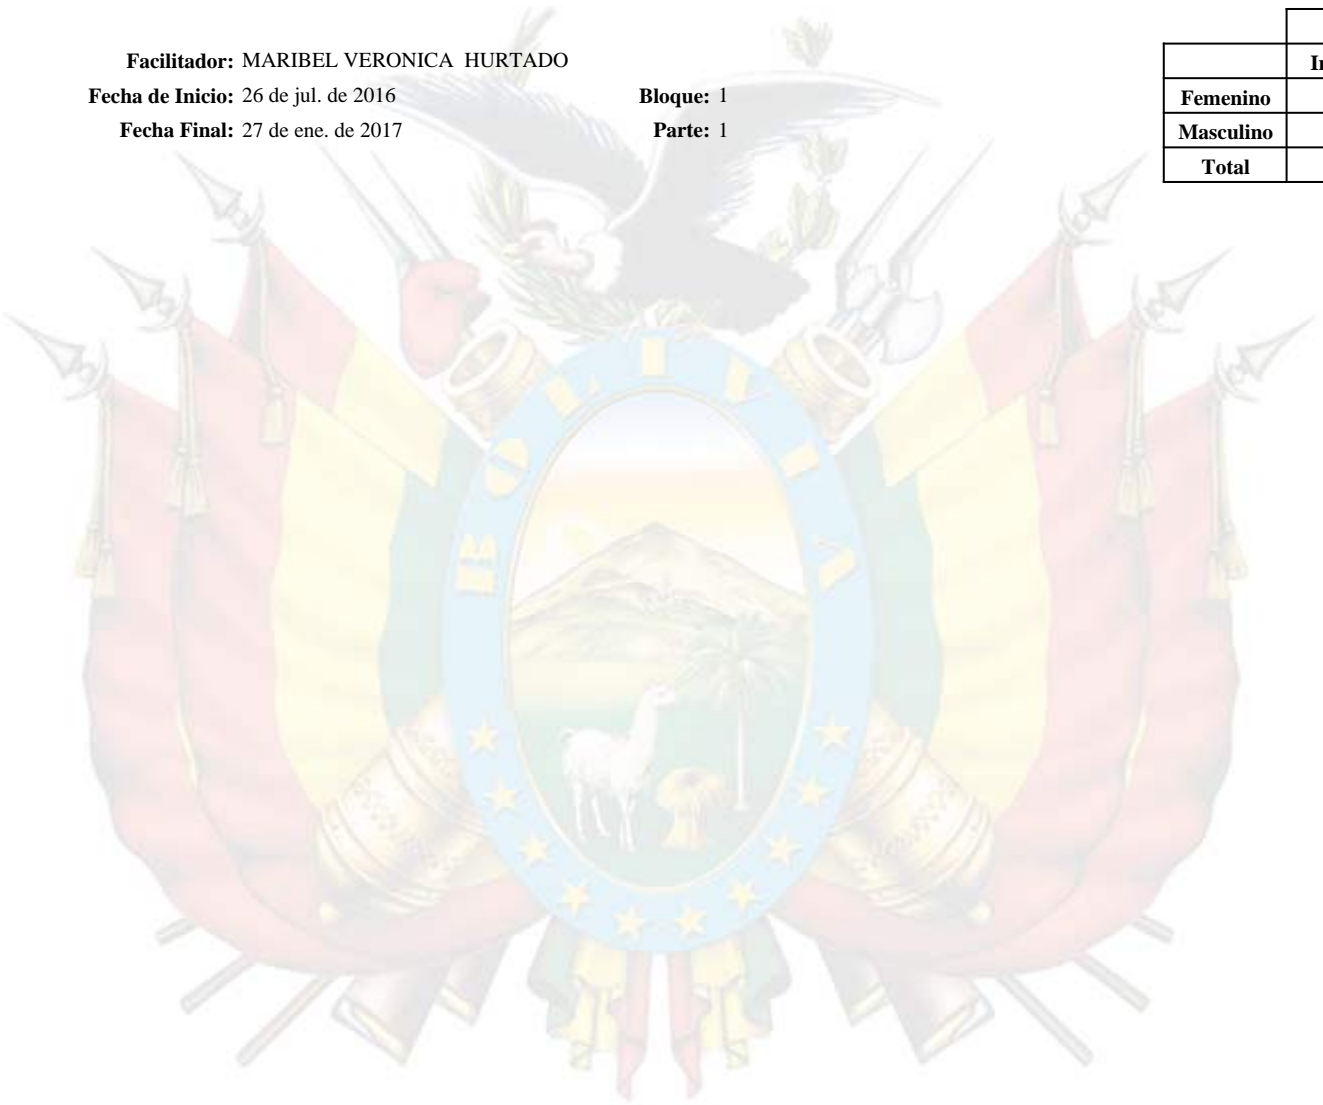 Facilitador: MARIBEL VERONICA HURTADO
Fecha de Inicio: 26 de jul. de 2016 Bloque: 1
Fecha Final: 27 de ene. de 2017 Parte: 1
Femenino
Masculino
Total
BOLIVIA